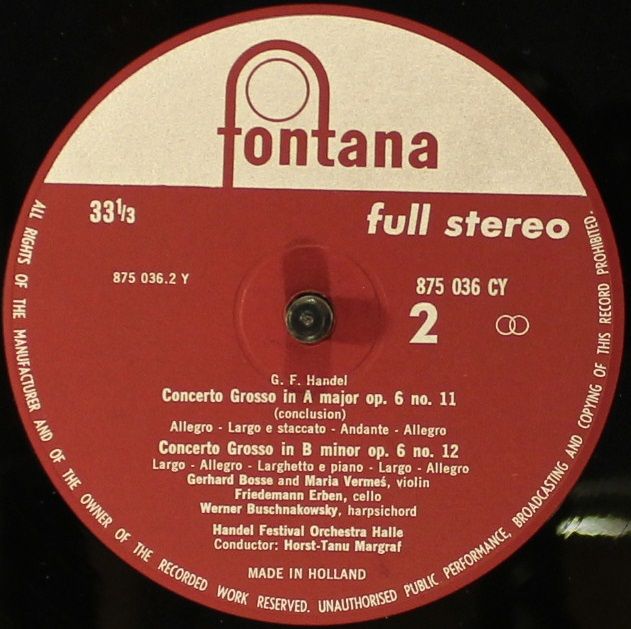 fontana
33 1/3
full stereo
875 036.2 Y
875 036 CY
2
G. F. Handel
Concerto Grosso in A major op. 6 no. 11
(conclusion)
Allegro - Largo e staccato - Andante - Allegro
Concerto Grosso in B minor op. 6 no. 12
Largo - Allegro - Larghetto e piano - Largo - Allegro
Gerhard Bosse and Maria Vermeś, violin
Friedemann Erben, cello
Werner Buschnakowsky, harpsichord
Handel Festival Orchestra Halle
Conductor: Horst-Tanu Margraf
MADE IN HOLLAND
ALL RIGHTS OF THE MANUFACTURER AND OF THE OWNER OF THE RECORDED WORK RESERVED. UNAUTHORISED PUBLIC PERFORMANCE, BROADCASTING AND COPYING OF THIS RECORD PROHIBITED.